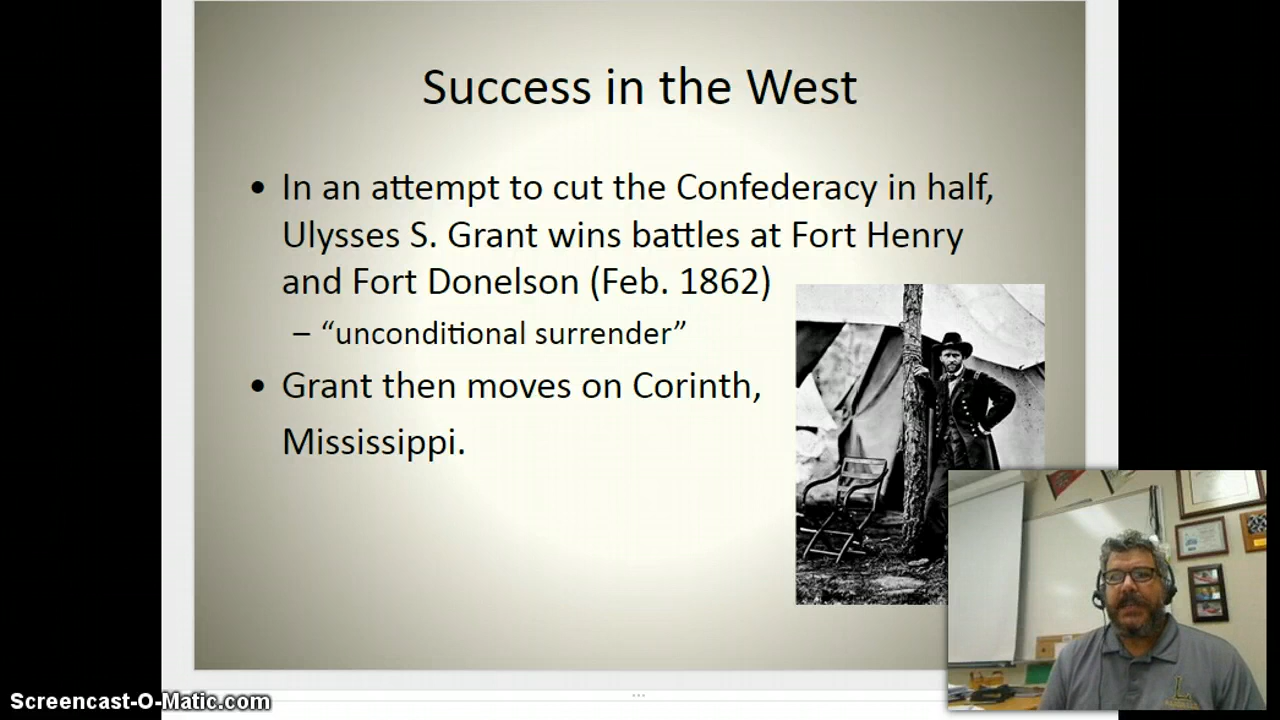 Success in the West
• In an attempt to cut the Confederacy in half,
Ulysses S. Grant wins battles at Fort Henry
and Fort Donelson (Feb. 1862)
– “unconditional surrender”
• Grant then moves on Corinth,
Mississippi.
Screencast-O-Matic.com